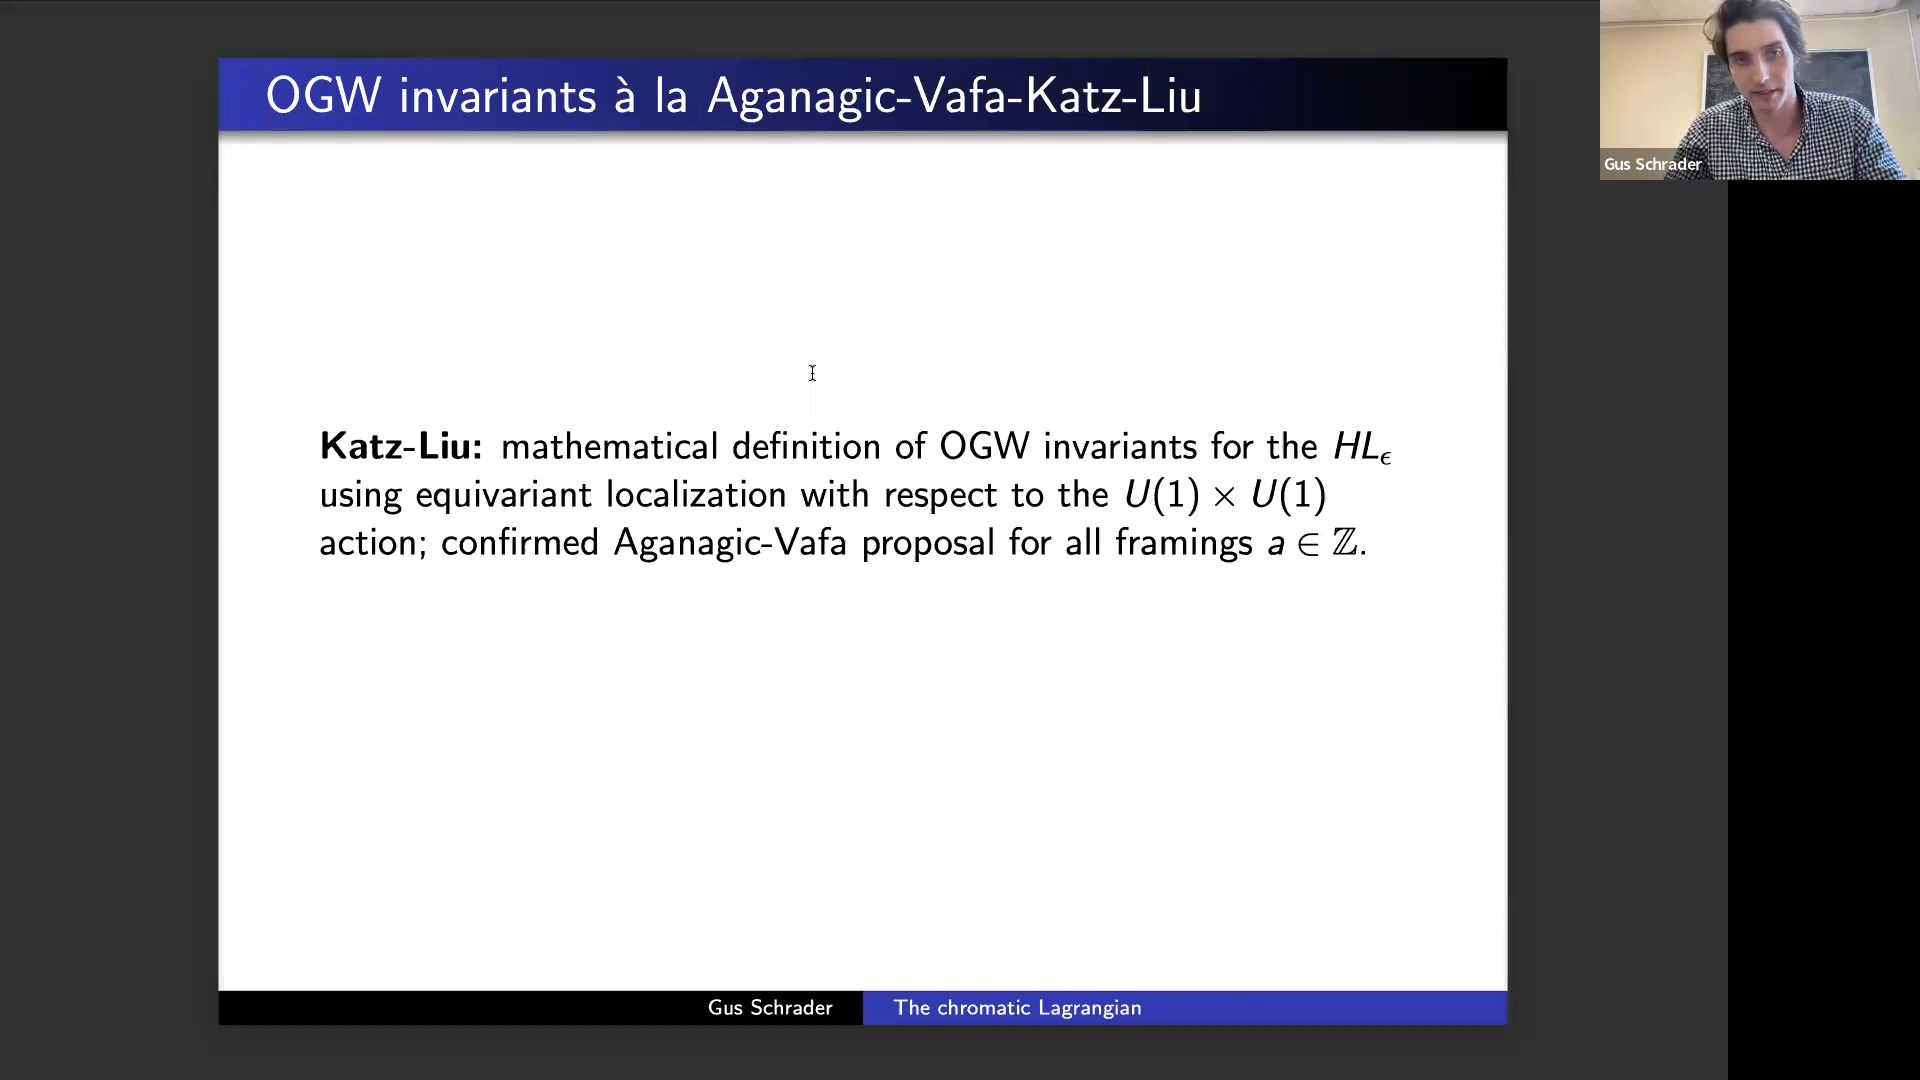 OGW invariants à la Aganagic-Vafa-Katz-Liu
Gus Schrader
Katz-Liu: mathematical definition of OGW invariants for the HL_ϵ
using equivariant localization with respect to the U(1) × U(1)
action; confirmed Aganagic-Vafa proposal for all framings a ∈ ℤ.
Gus Schrader
The chromatic Lagrangian